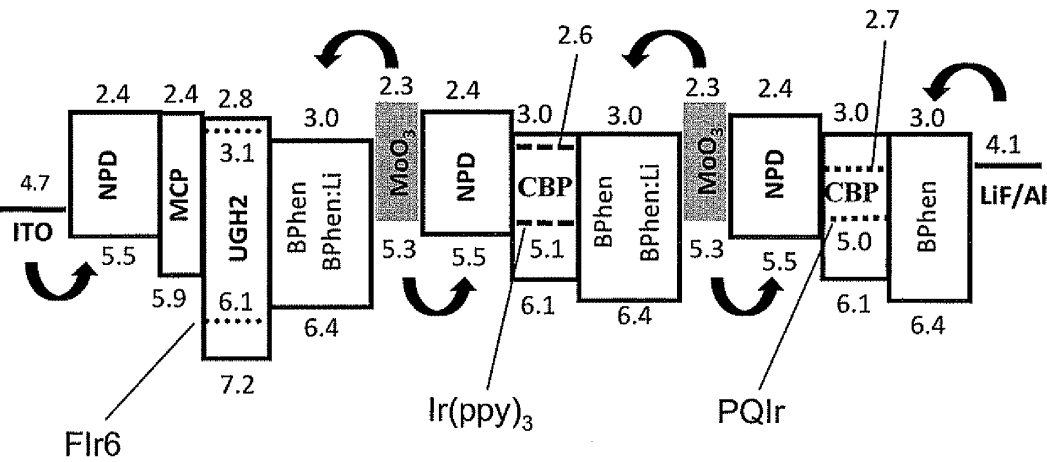 2.6
2.7
2.4 2.4 2.8 3.0 2.3 2.4 3.0 3.0 2.3 2.4 3.0 3.0
4.7
ITO
NPD
MCP
UGH2
3.1
6.1
BPhen
BPhen:Li
MoO₃
NPD
CBP
5.1
BPhen
BPhen:Li
MoO₃
NPD
CBP
5.0
BPhen
4.1
LiF/Al
5.5 5.9 7.2 6.4 5.3 5.5 6.1 6.4 5.3 5.5 6.1 6.4
FIr6
Ir(ppy)₃
PQIr